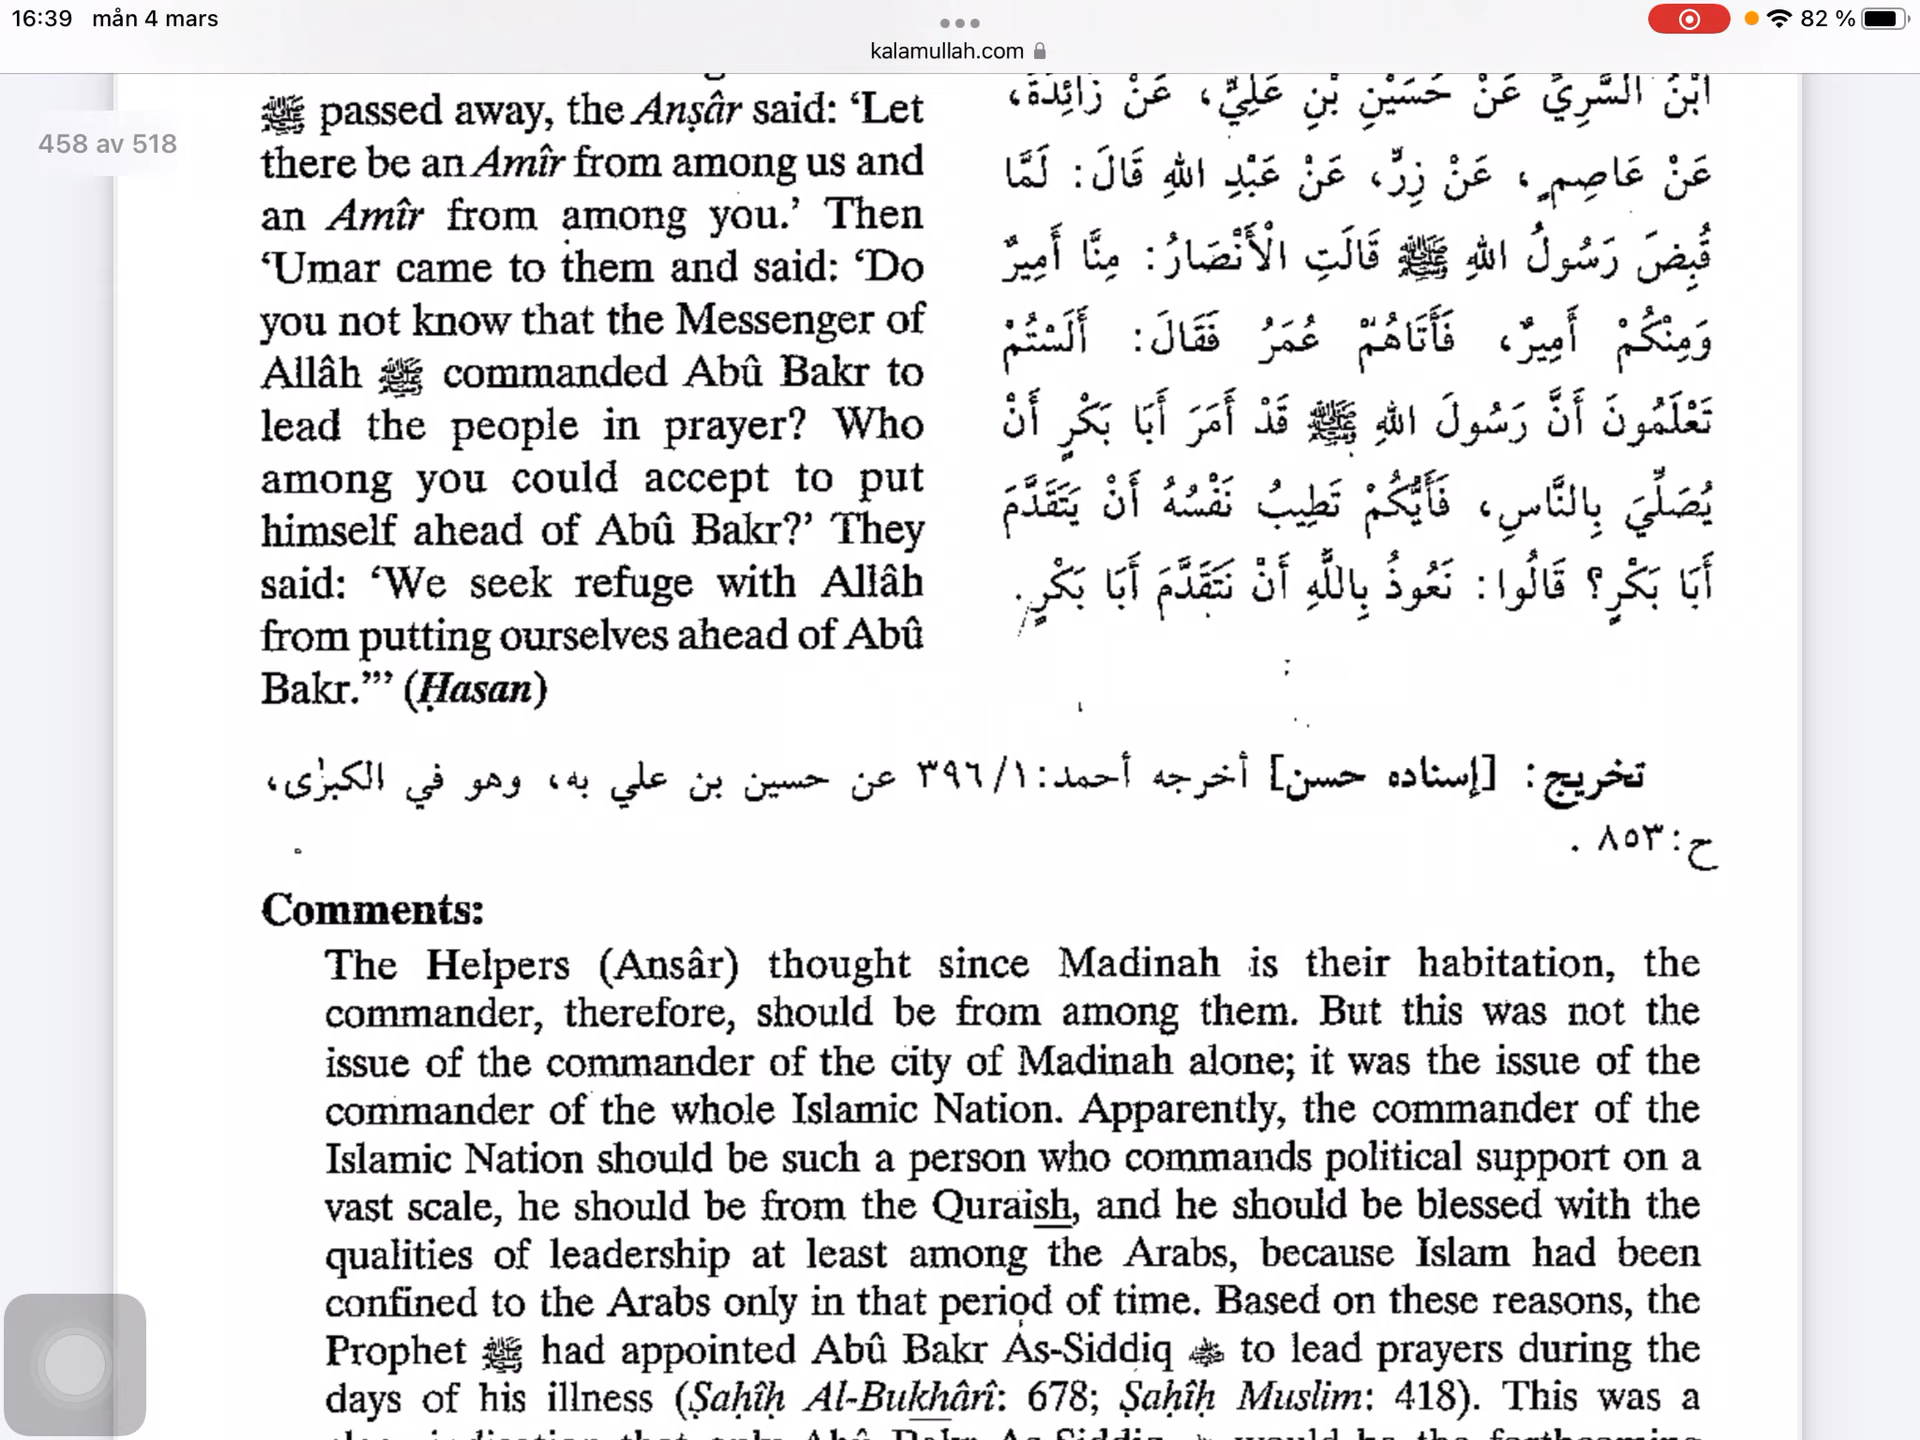 16:39 mån 4 mars
82 %
kalamullah.com
458 av 518
ﷺ passed away, the Anṣâr said: ‘Let
there be an Amîr from among us and
an Amîr from among you.’ Then
‘Umar came to them and said: ‘Do
you not know that the Messenger of
Allâh ﷺ commanded Abû Bakr to
lead the people in prayer? Who
among you could accept to put
himself ahead of Abû Bakr?’ They
said: ‘We seek refuge with Allâh
from putting ourselves ahead of Abû
Bakr.”’ (Ḥasan)
ابْنُ السَّرِيِّ عَنْ حُسَيْنِ بْنِ عَلِيٍّ، عَنْ زَائِدَةَ،
عَنْ عَاصِمٍ، عَنْ زِرٍّ، عَنْ عَبْدِ اللهِ قَالَ: لَمَّا
قُبِضَ رَسُولُ اللهِ ﷺ قَالَتِ الْأَنْصَارُ: مِنَّا أَمِيرٌ
وَمِنْكُمْ أَمِيرٌ، فَأَتَاهُمْ عُمَرُ فَقَالَ: أَلَسْتُمْ
تَعْلَمُونَ أَنَّ رَسُولَ اللهِ ﷺ قَدْ أَمَرَ أَبَا بَكْرٍ أَنْ
يُصَلِّيَ بِالنَّاسِ، فَأَيُّكُمْ تَطِيبُ نَفْسُهُ أَنْ يَتَقَدَّمَ
أَبَا بَكْرٍ؟ قَالُوا: نَعُوذُ بِاللَّهِ أَنْ نَتَقَدَّمَ أَبَا بَكْرٍ.
تخريج: [إسناده حسن] أخرجه أحمد:١/ ٣٩٦ عن حسين بن علي به، وهو في الكبرٰى،
ح:٨٥٣.
Comments:
The Helpers (Ansâr) thought since Madinah is their habitation, the
commander, therefore, should be from among them. But this was not the
issue of the commander of the city of Madinah alone; it was the issue of the
commander of the whole Islamic Nation. Apparently, the commander of the
Islamic Nation should be such a person who commands political support on a
vast scale, he should be from the Quraish, and he should be blessed with the
qualities of leadership at least among the Arabs, because Islam had been
confined to the Arabs only in that period of time. Based on these reasons, the
Prophet ﷺ had appointed Abû Bakr As-Siddiq to lead prayers during the
days of his illness (Ṣaḥîḥ Al-Bukhârî: 678; Ṣaḥîḥ Muslim: 418). This was a